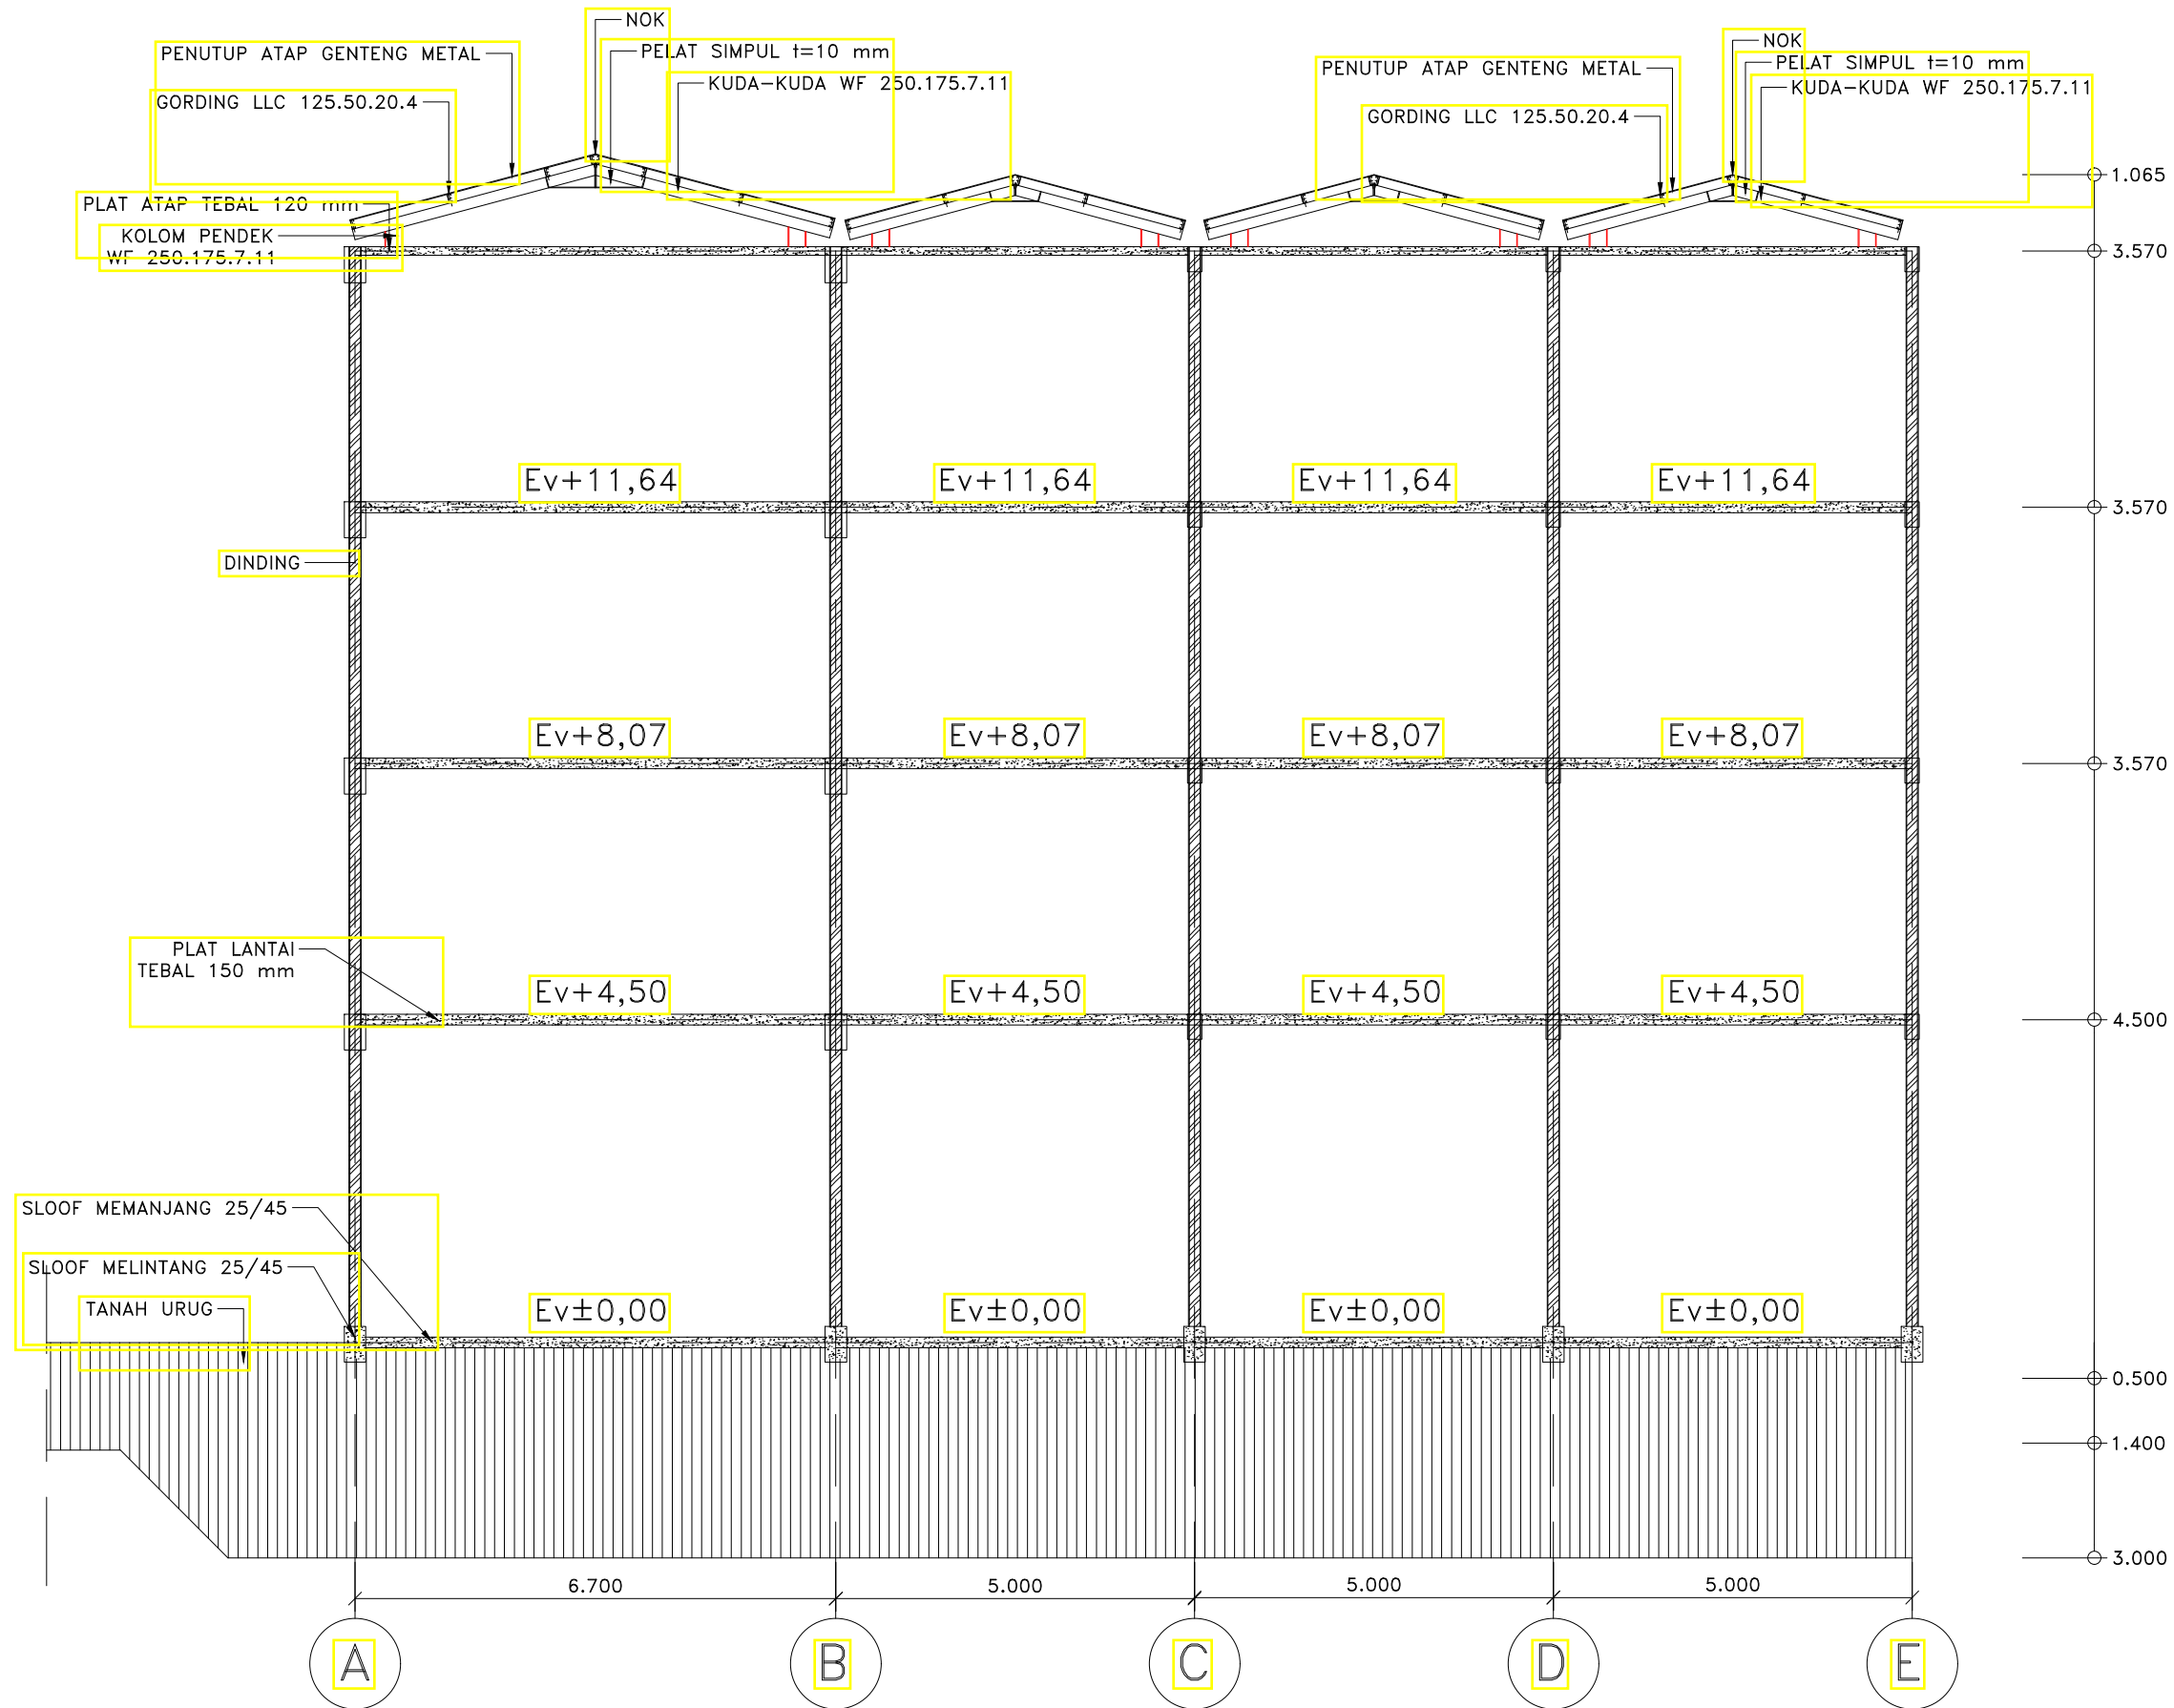 NOK
PENUTUP ATAP GENTENG METAL
PELAT SIMPUL t=10 mm
KUDA-KUDA WF 250.175.7.11
GORDING LLC 125.50.20.4
NOK
PELAT SIMPUL t=10 mm
PENUTUP ATAP GENTENG METAL
KUDA-KUDA WF 250.175.7.11
GORDING LLC 125.50.20.4
1.065
PLAT ATAP TEBAL 120 mm
KOLOM PENDEK
WF 250.175.7.11
3.570
Ev+11,64
Ev+11,64
Ev+11,64
Ev+11,64
3.570
DINDING
Ev+8,07
Ev+8,07
Ev+8,07
Ev+8,07
3.570
PLAT LANTAI
TEBAL 150 mm
Ev+4,50
Ev+4,50
Ev+4,50
Ev+4,50
4.500
SLOOF MEMANJANG 25/45
SLOOF MELINTANG 25/45
TANAH URUG
Ev±0,00
Ev±0,00
Ev±0,00
Ev±0,00
0.500
1.400
3.000
6.700
5.000
5.000
5.000
A
B
C
D
E